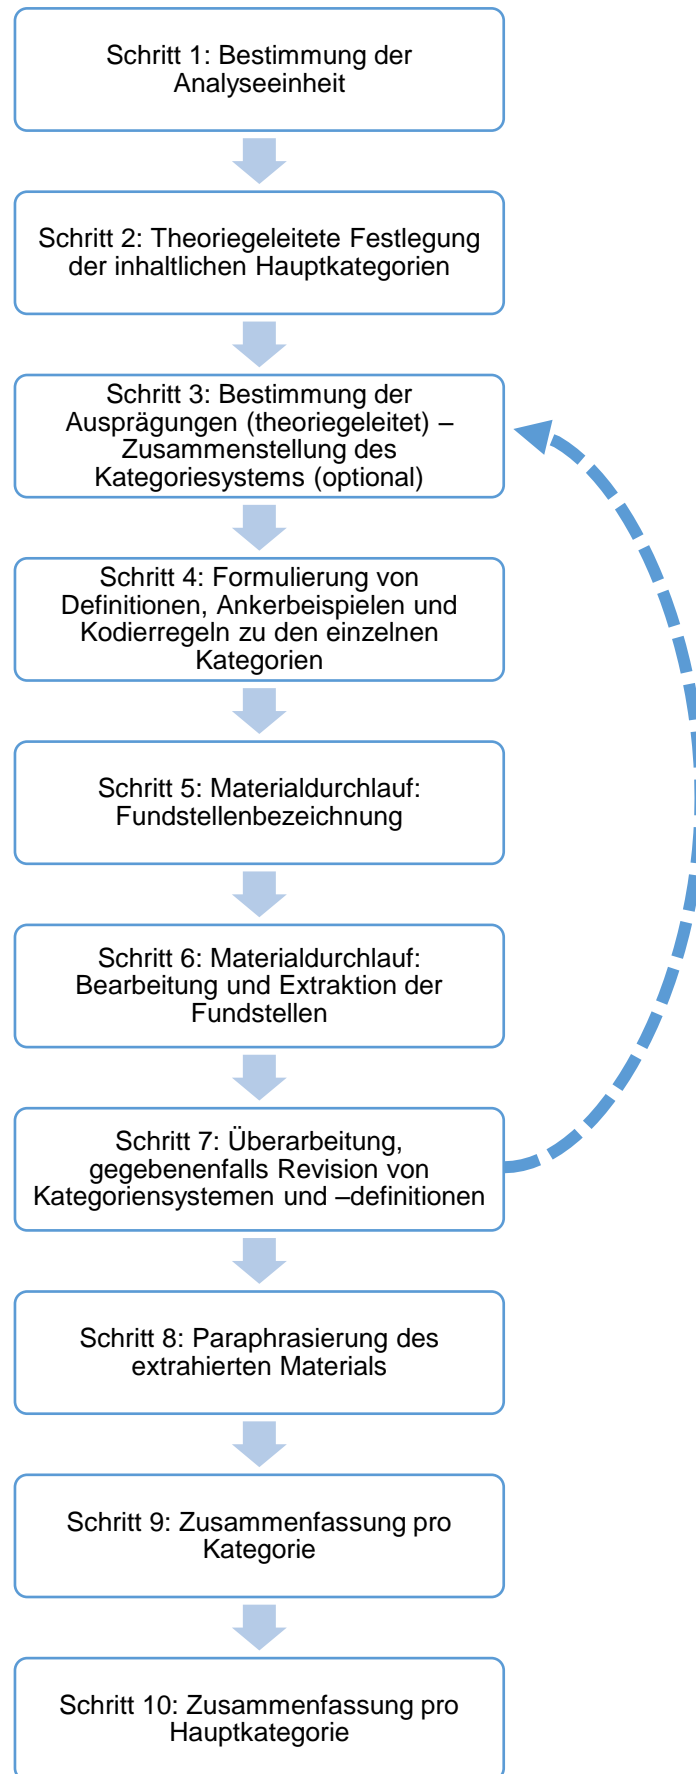 Schritt 1: Bestimmung der
Analyseeinheit
Schritt 2: Theoriegeleitete Festlegung
der inhaltlichen Hauptkategorien
Schritt 3: Bestimmung der
Ausprägungen (theoriegeleitet) –
Zusammenstellung des
Kategoriesystems (optional)
Schritt 4: Formulierung von
Definitionen, Ankerbeispielen und
Kodierregeln zu den einzelnen
Kategorien
Schritt 5: Materialdurchlauf:
Fundstellenbezeichnung
Schritt 6: Materialdurchlauf:
Bearbeitung und Extraktion der
Fundstellen
Schritt 7: Überarbeitung,
gegebenenfalls Revision von
Kategoriensystemen und –definitionen
Schritt 8: Paraphrasierung des
extrahierten Materials
Schritt 9: Zusammenfassung pro
Kategorie
Schritt 10: Zusammenfassung pro
Hauptkategorie